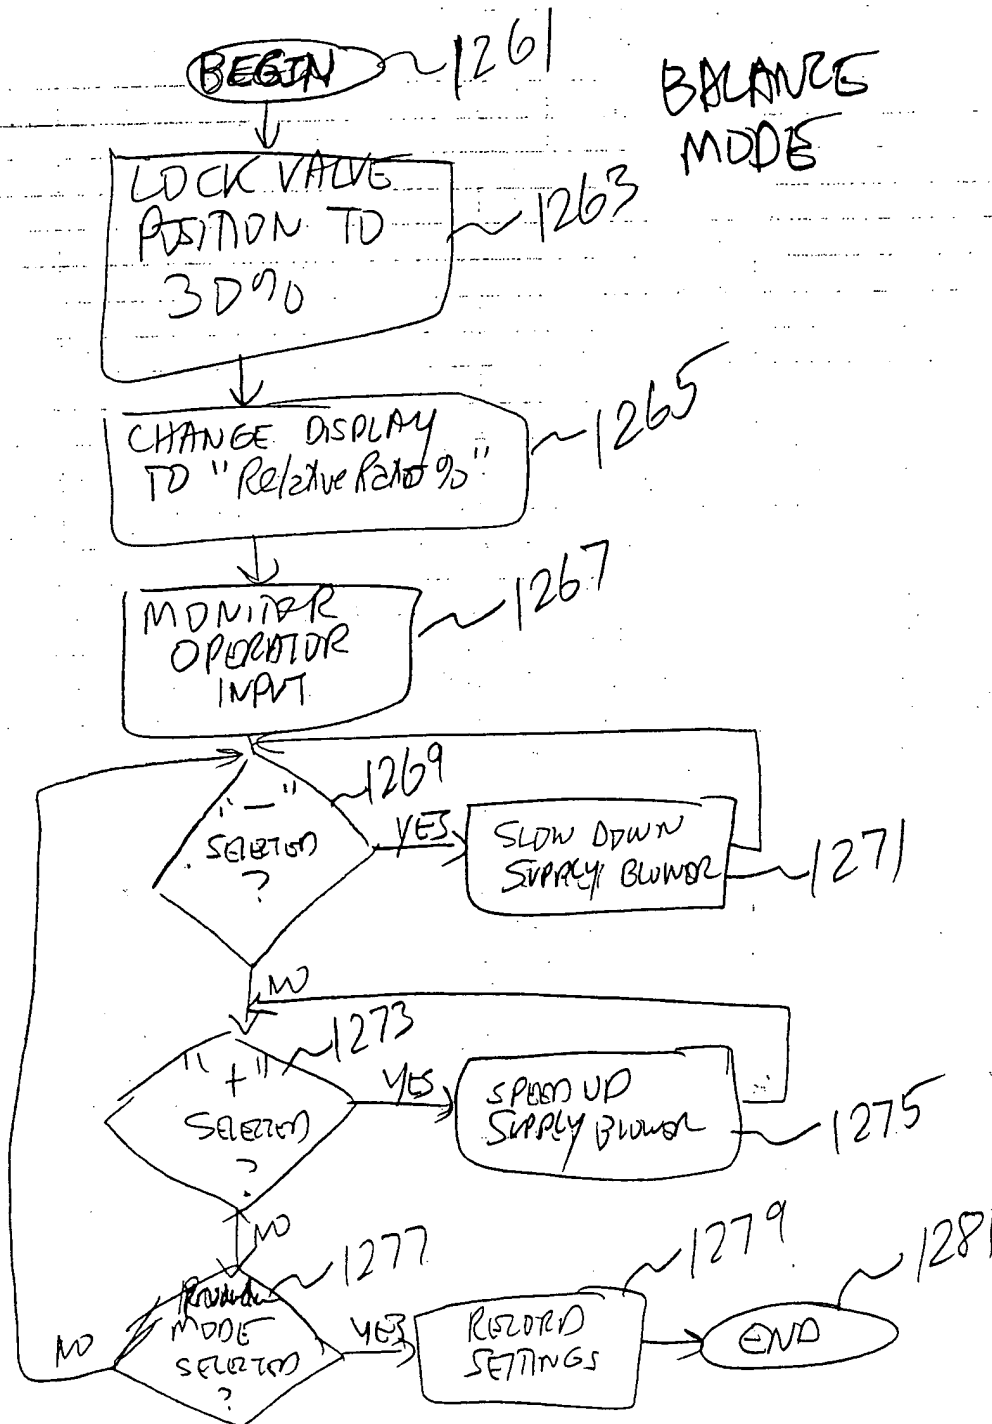 BEGIN
1261
BALANCE
MODE
LOCK VALVE
POSITION TO
30%
1263
CHANGE DISPLAY
TO "Relative Rate %"
1265
MONITOR
OPERATOR
INPUT
1267
"—"
SELECTED
?
1269
YES
SLOW DOWN
SUPPLY BLOWER
1271
NO
"+"
SELECTED
?
1273
YES
SPEED UP
SUPPLY BLOWER
1275
NO
MODE
SELECTED
?
1277
NO
YES
RECORD
SETTINGS
1279
END
1281